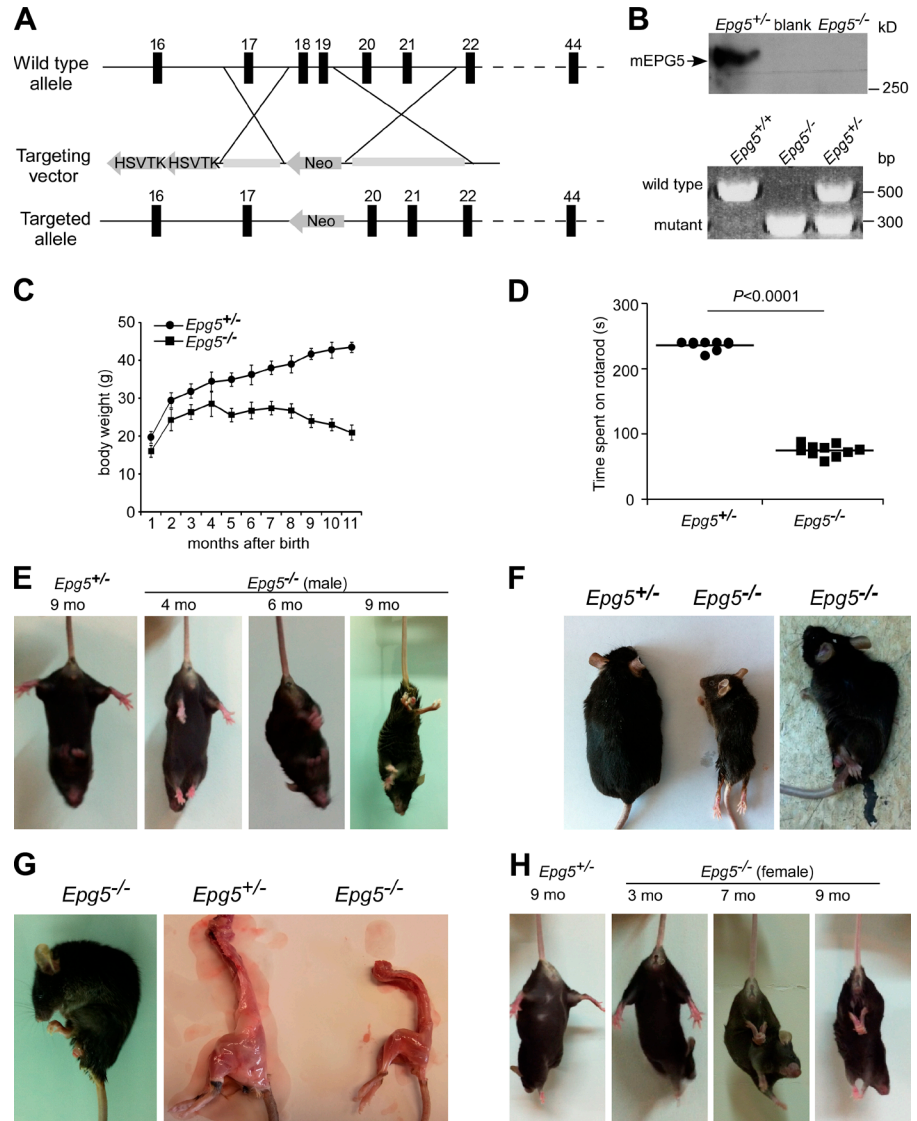 A
16 17 18 19 20 21 22 44
Wild type
allele
Targeting
vector
HSVTK HSVTK Neo
16 17 20 21 22 44
Targeted
allele
Neo
B
Epg5+/- blank Epg5-/- kD
mEPG5
250
Epg5+/+ Epg5-/- Epg5+/- bp
wild type 500
mutant 300
C
Epg5+/-
Epg5-/-
body weight (g)
50
40
30
20
10
0
1 2 3 4 5 6 7 8 9 10 11
months after birth
D
P<0.0001
Time spent on rotarod (s)
300
200
100
0
Epg5+/- Epg5-/-
E
Epg5+/- Epg5-/- (male)
9 mo 4 mo 6 mo 9 mo
F
Epg5+/- Epg5-/- Epg5-/-
G
Epg5-/- Epg5+/- Epg5-/-
H
Epg5+/- Epg5-/- (female)
9 mo 3 mo 7 mo 9 mo